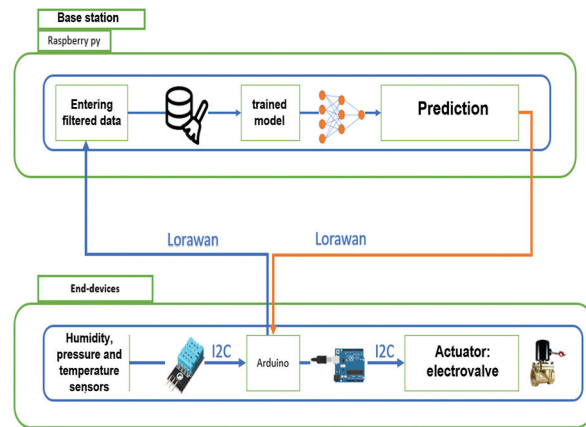 Base station
Raspberry py
Entering
filtered data
trained
model
Prediction
Lorawan
Lorawan
End-devices
Humidity,
pressure and
temperature
sensors
I2C
Arduino
I2C
Actuator:
electrovalve